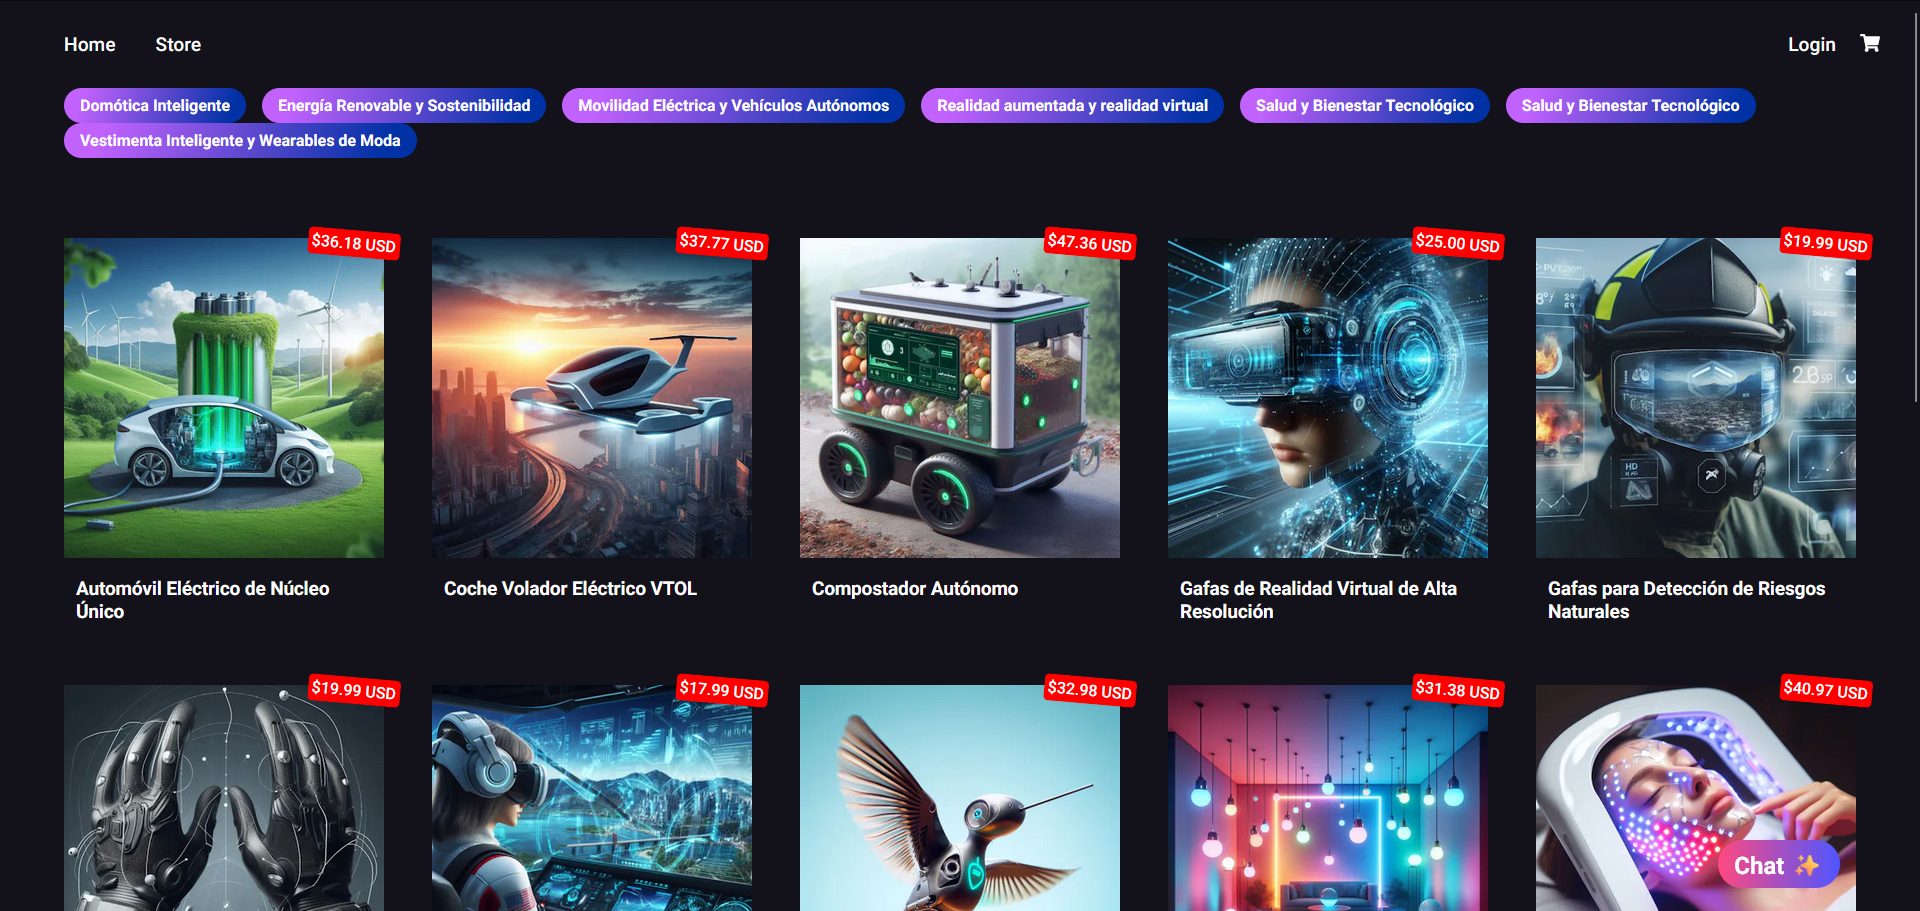 Home
Store
Login
Domótica Inteligente
Energía Renovable y Sostenibilidad
Movilidad Eléctrica y Vehículos Autónomos
Realidad aumentada y realidad virtual
Salud y Bienestar Tecnológico
Salud y Bienestar Tecnológico
Vestimenta Inteligente y Wearables de Moda
$36.18 USD
$37.77 USD
$47.36 USD
$25.00 USD
$19.99 USD
HD
Automóvil Eléctrico de Núcleo
Único
Coche Volador Eléctrico VTOL
Compostador Autónomo
Gafas de Realidad Virtual de Alta
Resolución
Gafas para Detección de Riesgos
Naturales
$19.99 USD
$17.99 USD
$32.98 USD
$31.38 USD
$40.97 USD
Chat ✨